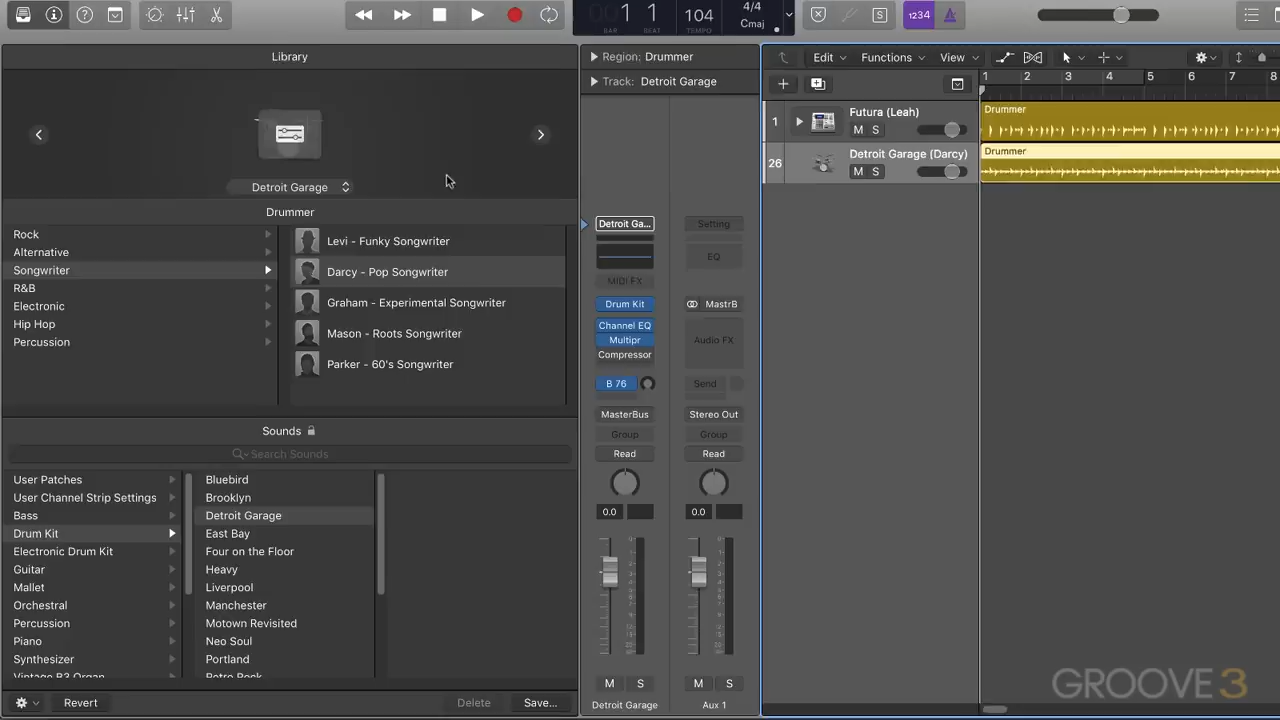 1 1 104 4/4
BAR BEAT TEMPO Cmaj
S 1234
Library
Region: Drummer
Track: Detroit Garage
Edit Functions View
1 2 3 4 5 6 7 8
Detroit Garage
Drummer
Rock
Alternative
Songwriter
R&B
Electronic
Hip Hop
Percussion
Levi - Funky Songwriter
Darcy - Pop Songwriter
Graham - Experimental Songwriter
Mason - Roots Songwriter
Parker - 60's Songwriter
Sounds
Search Sounds
User Patches
User Channel Strip Settings
Bass
Drum Kit
Electronic Drum Kit
Guitar
Mallet
Orchestral
Percussion
Piano
Synthesizer
Vintage B3 Organ
Bluebird
Brooklyn
Detroit Garage
East Bay
Four on the Floor
Heavy
Liverpool
Manchester
Motown Revisited
Neo Soul
Portland
Retro Rock
Revert
Delete
Save...
Detroit Ga...
MIDI FX
Drum Kit
Channel EQ
Multipr
Compressor
B 76
MasterBus
Group
Read
0.0
M S
Detroit Garage
Setting
EQ
MastrB
Audio FX
Send
Stereo Out
Group
Read
0.0
M S
Aux 1
1
Futura (Leah)
M S
Drummer
26
Detroit Garage (Darcy)
M S
Drummer
GROOVE3